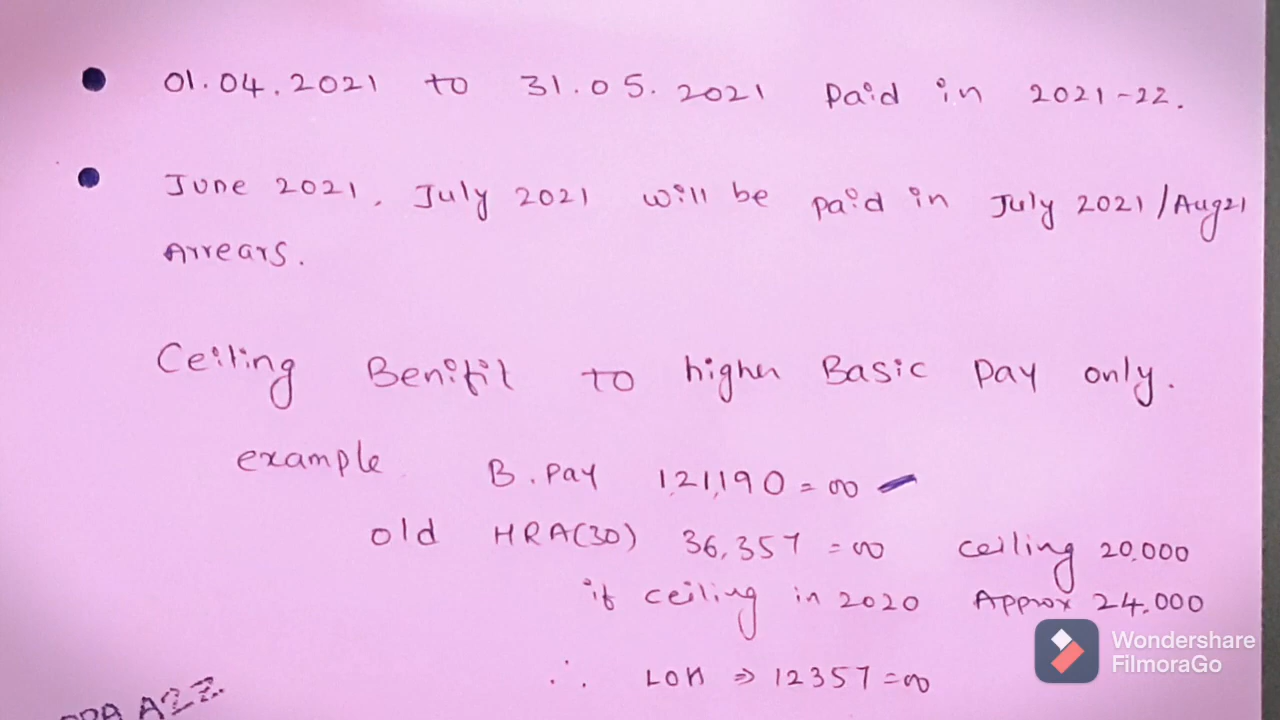 01.04.2021 to 31.05.2021 Paid in 2021-22.
June 2021, July 2021 will be paid in July 2021/Aug21
Arrears.
Ceiling Benifit to higher Basic Pay only.
example B.Pay 1,21,190=00
old HRA(30) 36,357=00 ceiling 20,000
if ceiling in 2020 Approx 24,000
∴ ⇒ 12357=00
Wondershare
FilmoraGo